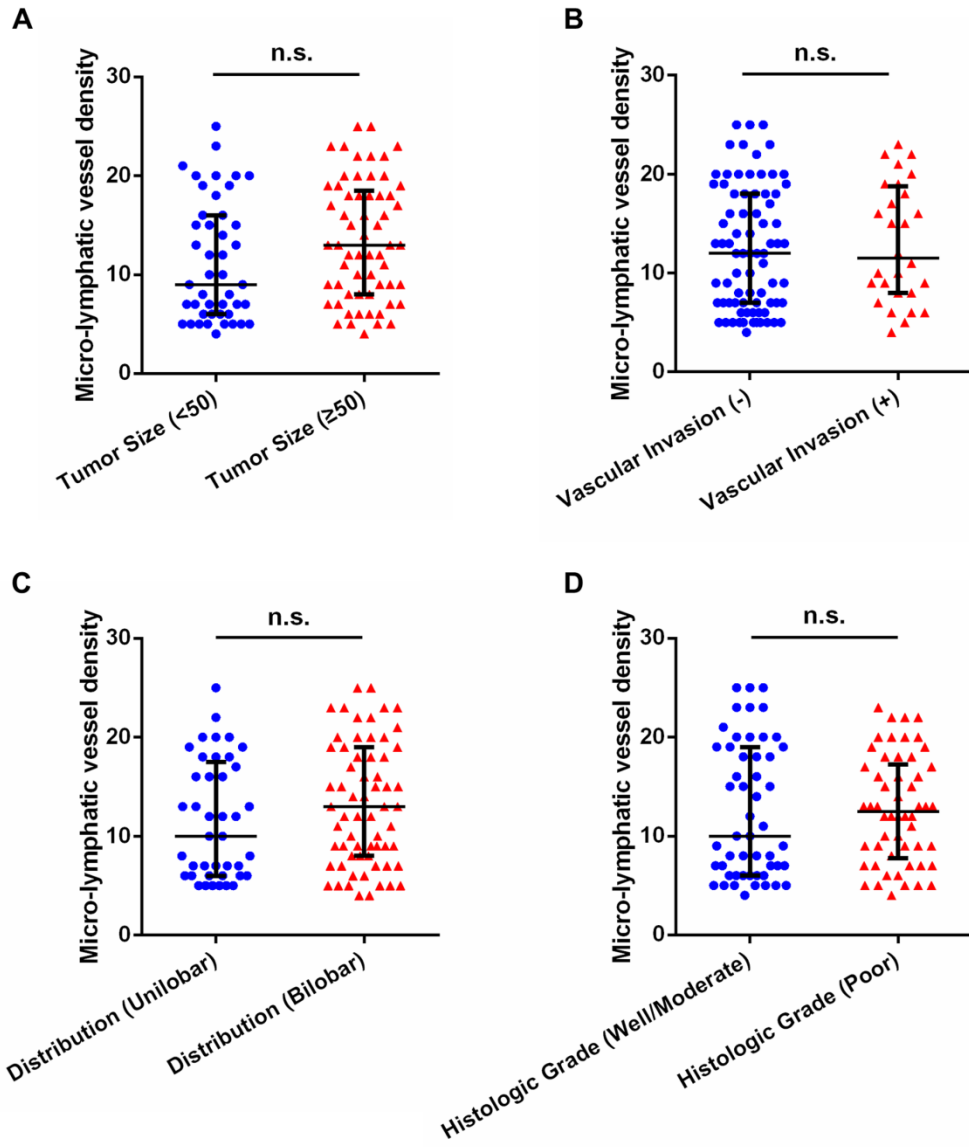 A
n.s.
Micro-lymphatic vessel density
30
20
10
0
Tumor Size (<50)
Tumor Size (≥50)
B
n.s.
Micro-lymphatic vessel density
30
20
10
0
Vascular Invasion (-)
Vascular Invasion (+)
C
n.s.
Micro-lymphatic vessel density
30
20
10
0
Distribution (Unilobar)
Distribution (Bilobar)
D
n.s.
Micro-lymphatic vessel density
30
20
10
0
Histologic Grade (Well/Moderate)
Histologic Grade (Poor)